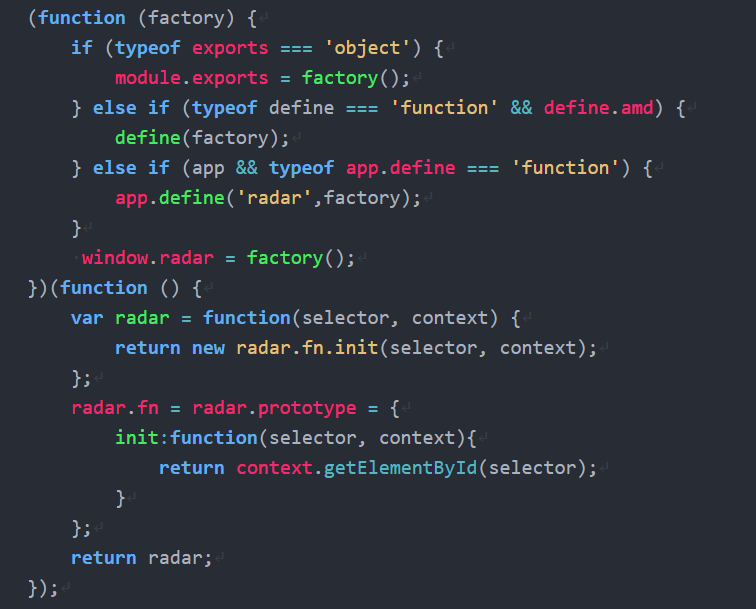 (function (factory) {
    if (typeof exports === 'object') {
        module.exports = factory();
    } else if (typeof define === 'function' && define.amd) {
        define(factory);
    } else if (app && typeof app.define === 'function') {
        app.define('radar',factory);
    }
     window.radar = factory();
})(function () {
    var radar = function(selector, context) {
        return new radar.fn.init(selector, context);
    };
    radar.fn = radar.prototype = {
        init:function(selector, context){
            return context.getElementById(selector);
        }
    };
    return radar;
});